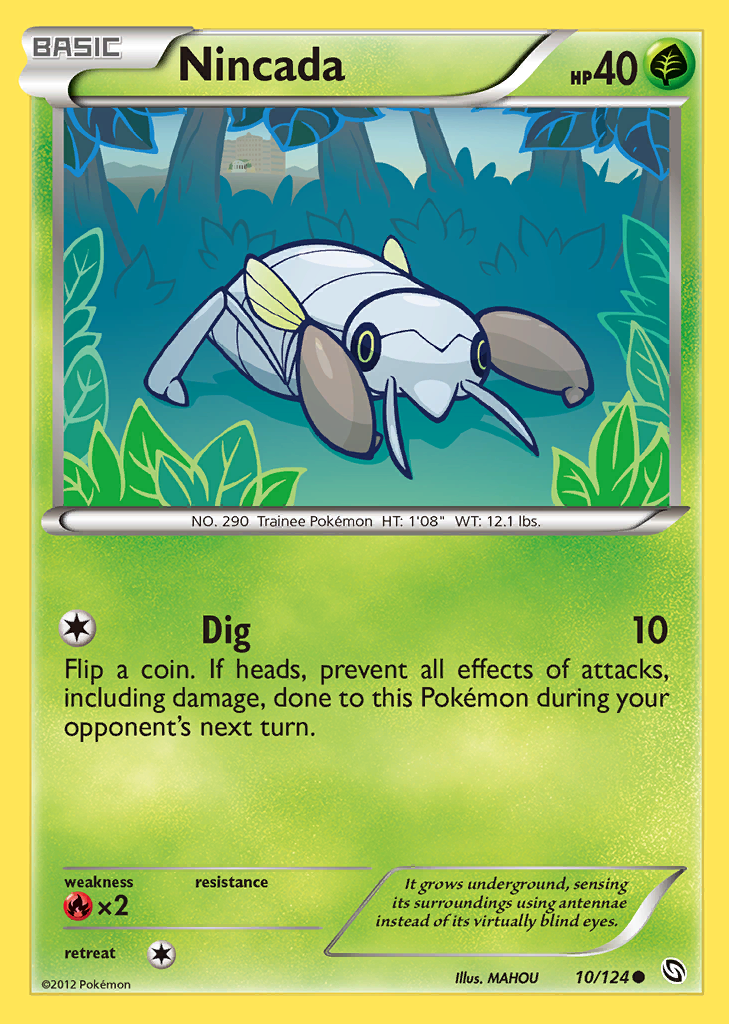 BASIC
Nincada
HP40
NO. 290 Trainee Pokémon HT: 1'08" WT: 12.1 lbs.
Dig 10
Flip a coin. If heads, prevent all effects of attacks,
including damage, done to this Pokémon during your
opponent's next turn.
weakness resistance
×2
It grows underground, sensing
its surroundings using antennae
instead of its virtually blind eyes.
retreat
©2012 Pokémon
Illus. MAHOU 10/124